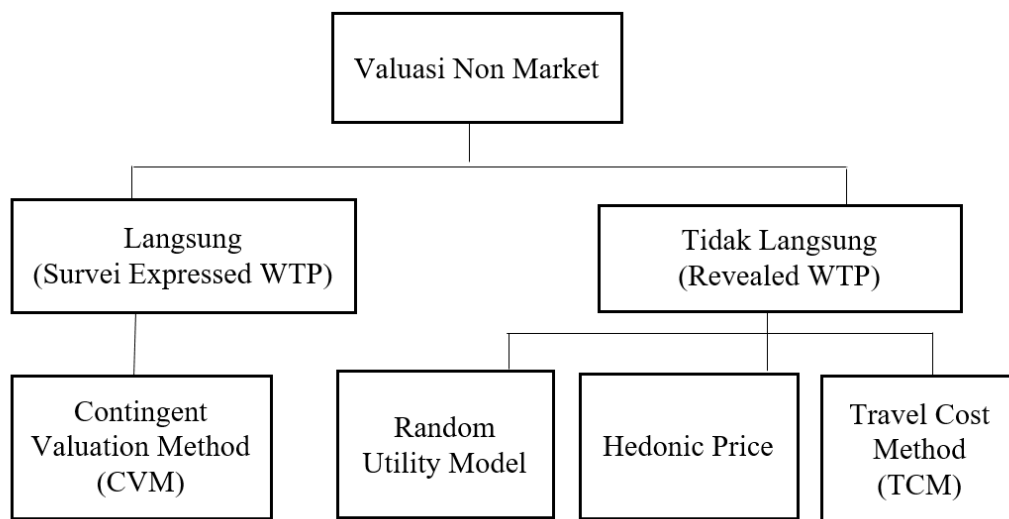 Valuasi Non Market
Langsung
(Survei Expressed WTP)
Tidak Langsung
(Revealed WTP)
Contingent
Valuation Method
(CVM)
Random
Utility Model
Hedonic Price
Travel Cost
Method
(TCM)